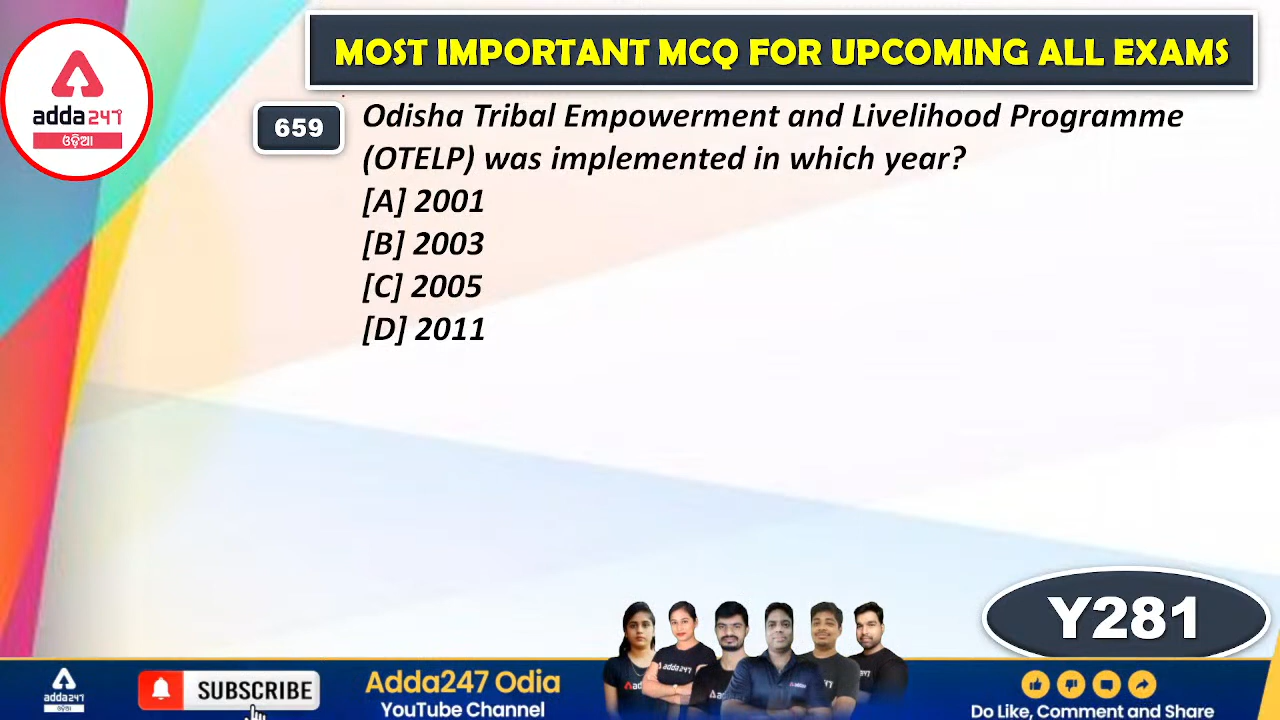 MOST IMPORTANT MCQ FOR UPCOMING ALL EXAMS
adda247
ଓଡ଼ିଆ
659
Odisha Tribal Empowerment and Livelihood Programme
(OTELP) was implemented in which year?
[A] 2001
[B] 2003
[C] 2005
[D] 2011
Y281
adda247
ଓଡ଼ିଆ
SUBSCRIBE
Adda247 Odia
YouTube Channel
adda247
Do Like, Comment and Share